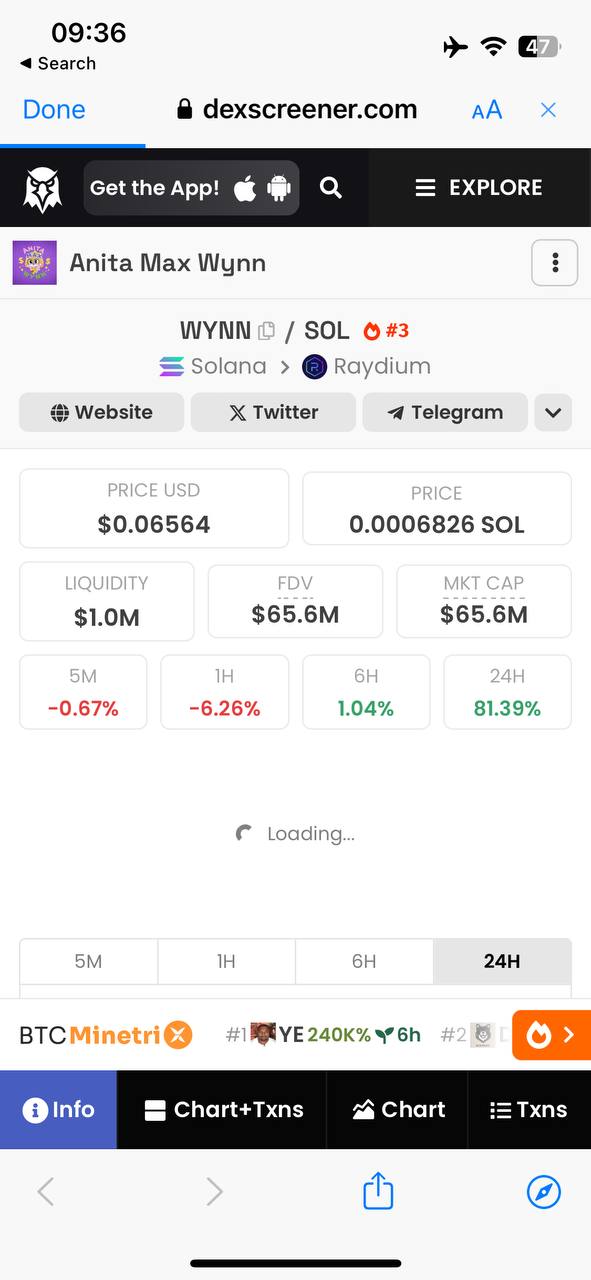 09:36
47
Search
Done
dexscreener.com
AA
Get the App!
EXPLORE
Anita Max Wynn
WYNN / SOL #3
Solana > Raydium
Website
Twitter
Telegram
PRICE USD
$0.06564
PRICE
0.0006826 SOL
LIQUIDITY
$1.0M
FDV
$65.6M
MKT CAP
$65.6M
5M
-0.67%
1H
-6.26%
6H
1.04%
24H
81.39%
Loading...
5M 1H 6H 24H
BTCMinetrix #1 YE 240K% 6h #2
Info Chart+Txns Chart Txns